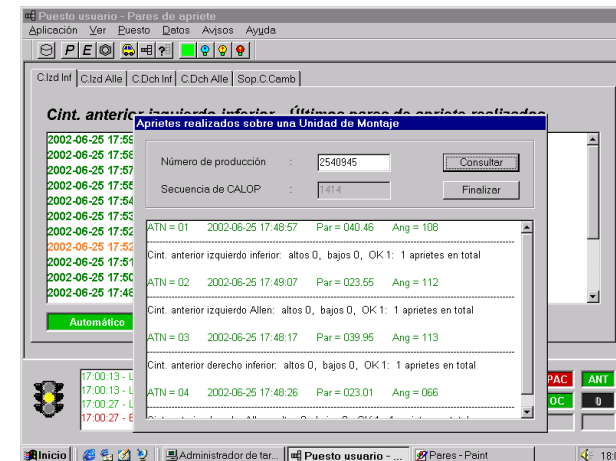 Puesto usuario - Pares de apriete
Aplicación Ver Puesto Datos Avisos Ayuda
P E ?
C.Izd Inf C.Izd Alle C.Dch Inf C.Dch Alle Sop.C.Camb
Cint. anterior izquierdo inferior - Últimos pares de apriete realizados
Aprietes realizados sobre una Unidad de Montaje
2002-06-25 17:59
2002-06-25 17:58
2002-06-25 17:57
2002-06-25 17:55
2002-06-25 17:54
2002-06-25 17:53
2002-06-25 17:52
2002-06-25 17:52
2002-06-25 17:51
2002-06-25 17:50
2002-06-25 17:48
Automático
Número de producción : 2540945 Consultar
Secuencia de CALOP : 1414 Finalizar
ATN = 01 2002-06-25 17:48:57 Par = 040.46 Ang = 108
Cint. anterior izquierdo inferior: altos 0, bajos 0, OK 1: 1 aprietes en total
ATN = 02 2002-06-25 17:49:07 Par = 023.55 Ang = 112
Cint. anterior izquierdo Allen: altos 0, bajos 0, OK 1: 1 aprietes en total
ATN = 03 2002-06-25 17:48:17 Par = 039.95 Ang = 113
Cint. anterior derecho inferior: altos 0, bajos 0, OK 1: 1 aprietes en total
ATN = 04 2002-06-25 17:48:26 Par = 023.01 Ang = 066
17:00:13 - L
17:00:13 - L
17:00:27 - L
17:00:27 - E
PAC ANT
OC 0
Inicio Administrador de tar... Puesto usuario - ... Pares - Paint 18:0